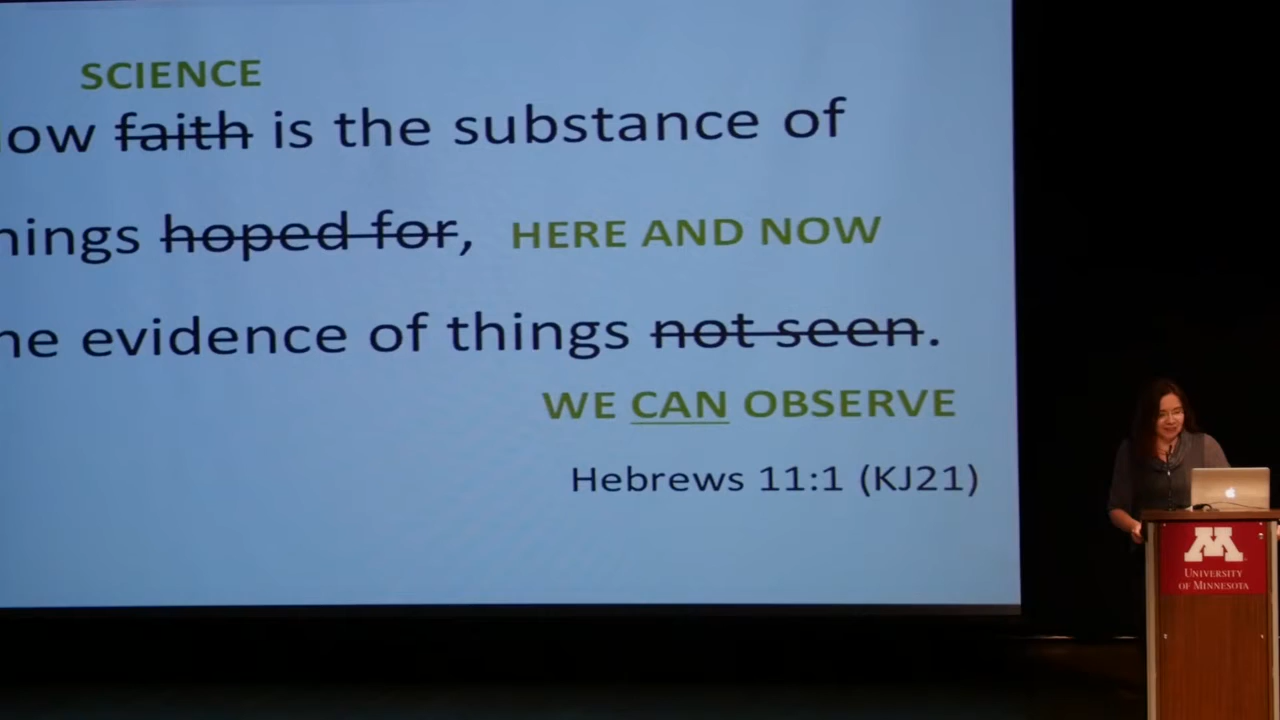 SCIENCE
ow faith is the substance of
hings hoped for, HERE AND NOW
he evidence of things not seen.
WE CAN OBSERVE
Hebrews 11:1 (KJ21)
M
UNIVERSITY
OF MINNESOTA